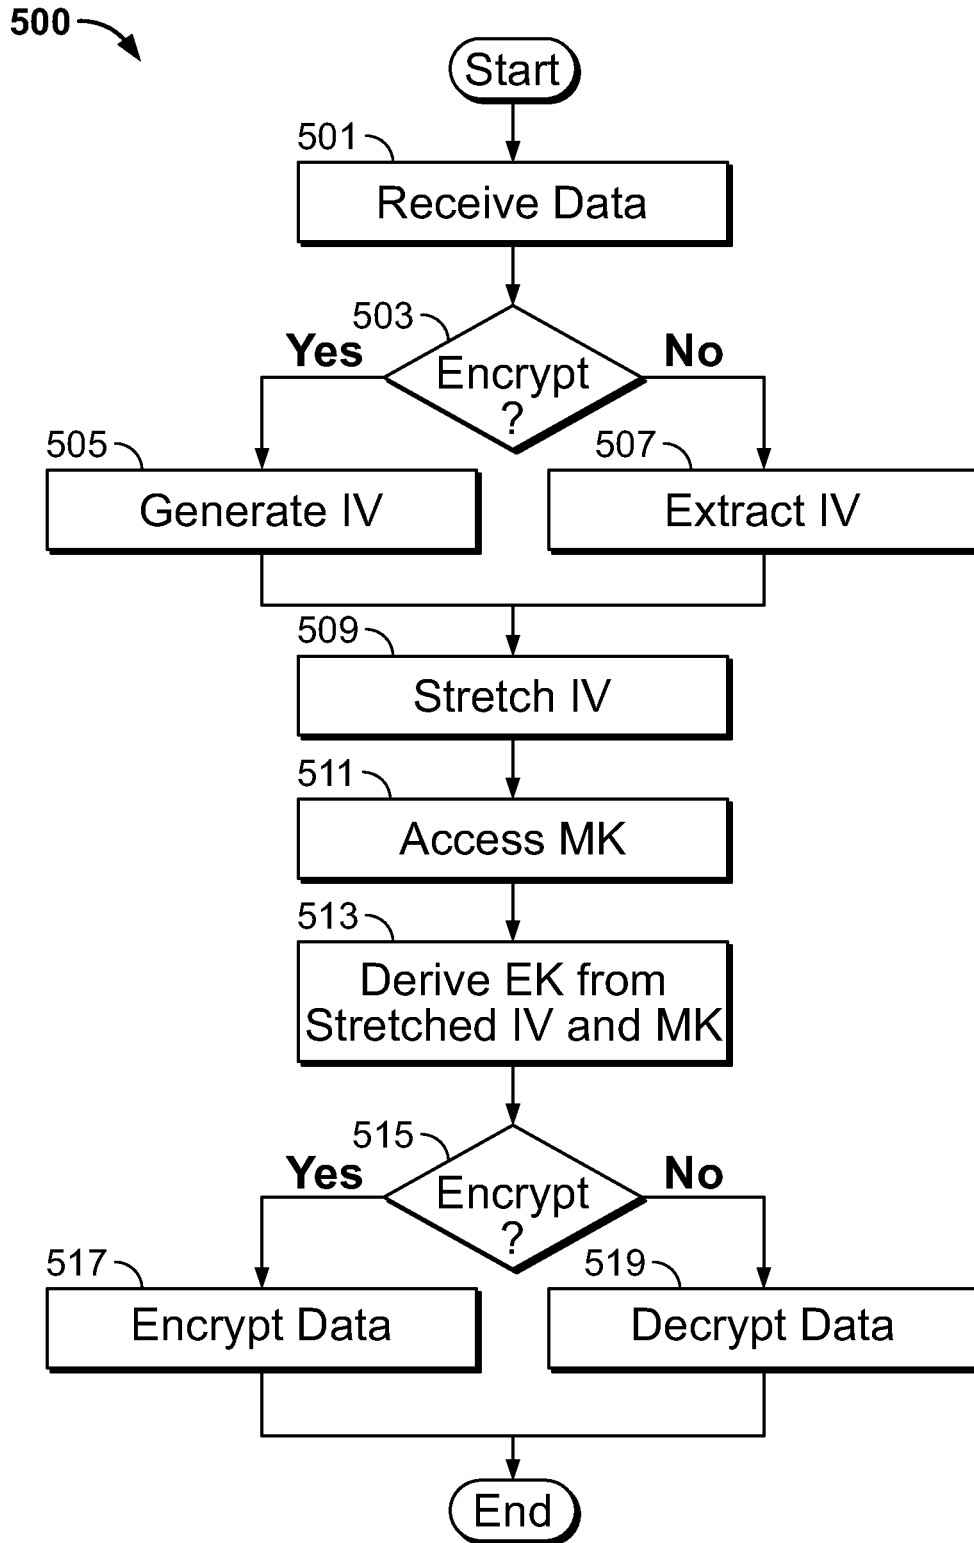 500
Start
501
Receive Data
503
Yes
No
Encrypt
?
505
507
Generate IV
Extract IV
509
Stretch IV
511
Access MK
513
Derive EK from
Stretched IV and MK
515
Yes
No
Encrypt
?
517
519
Encrypt Data
Decrypt Data
End